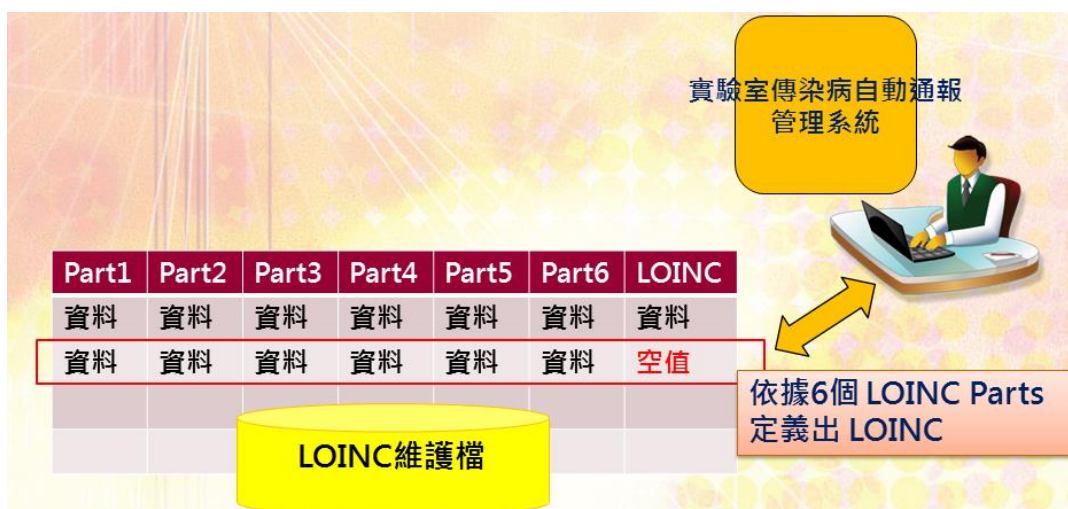 實驗室傳染病自動通報
管理系統
Part1 Part2 Part3 Part4 Part5 Part6 LOINC
資料 資料 資料 資料 資料 資料 資料
資料 資料 資料 資料 資料 資料 空值
依據6個 LOINC Parts
定義出 LOINC
LOINC維護檔